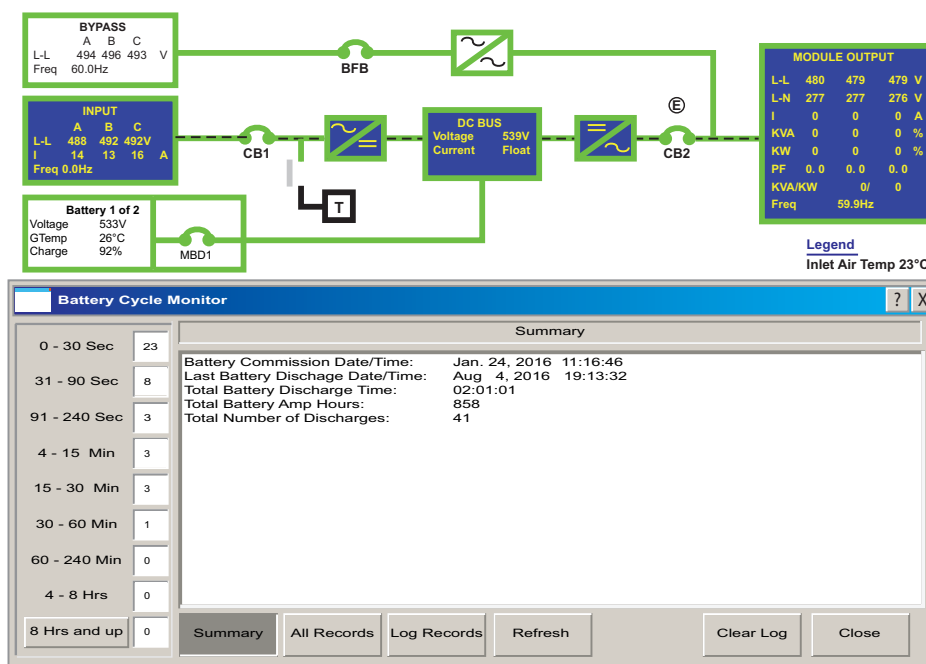 BYPASS
A B C
L-L 494 496 493 V
Freq 60.0Hz
BFB
INPUT
A B C
L-L 488 492 492V
I 14 13 16 A
Freq 0.0Hz
CB1
T
DC BUS
Voltage 539V
Current Float
E
CB2
MODULE OUTPUT
L-L 480 479 479 V
L-N 277 277 276 V
I 0 0 0 A
KVA 0 0 0 %
KW 0 0 0 %
PF 0.0 0.0 0.0
KVA/KW 0/ 0
Freq 59.9Hz
Battery 1 of 2
Voltage 533V
GTemp 26°C
Charge 92%
MBD1
Legend
Inlet Air Temp 23°C
Battery Cycle Monitor ? X
0 - 30 Sec 23
31 - 90 Sec 8
91 - 240 Sec 3
4 - 15 Min 3
15 - 30 Min 3
30 - 60 Min 1
60 - 240 Min 0
4 - 8 Hrs 0
8 Hrs and up 0
Summary
Battery Commission Date/Time: Jan. 24, 2016 11:16:46
Last Battery Dischage Date/Time: Aug 4, 2016 19:13:32
Total Battery Discharge Time: 02:01:01
Total Battery Amp Hours: 858
Total Number of Discharges: 41
Summary All Records Log Records Refresh Clear Log Close